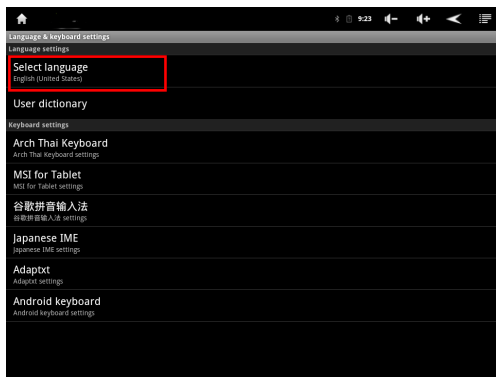 9:23
Language & keyboard settings
Language settings
Select language
English (United States)
User dictionary
Keyboard settings
Arch Thai Keyboard
Arch Thai Keyboard settings
MSI for Tablet
MSI for Tablet settings
谷歌拼音输入法
谷歌拼音输入法 settings
Japanese IME
Japanese IME settings
Adaptxt
Adaptxt settings
Android keyboard
Android keyboard settings